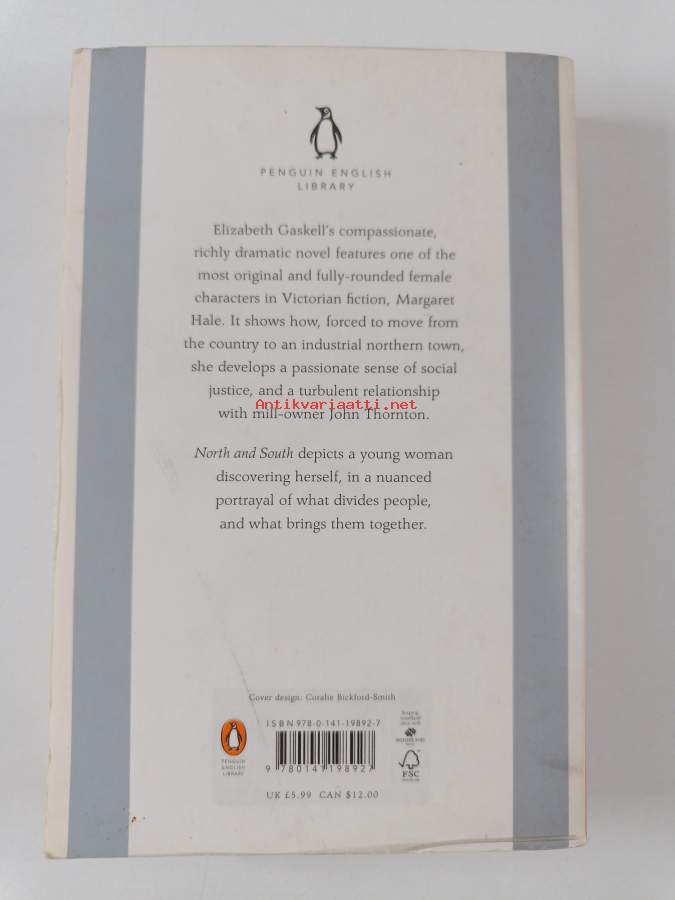 PENGUIN ENGLISH
LIBRARY
Elizabeth Gaskell's compassionate,
richly dramatic novel features one of the
most original and fully-rounded female
characters in Victorian fiction, Margaret
Hale. It shows how, forced to move from
the country to an industrial northern town,
she develops a passionate sense of social
justice, and a turbulent relationship
Antikvariaatti.net
with mill-owner John Thornton.
North and South depicts a young woman
discovering herself, in a nuanced
portrayal of what divides people,
and what brings them together.
Cover design: Coralie Bickford-Smith
ISBN 978-0-141-19892-7
PENGUIN
ENGLISH
LIBRARY
9 780141 198927
FSC
UK £5.99 CAN $12.00